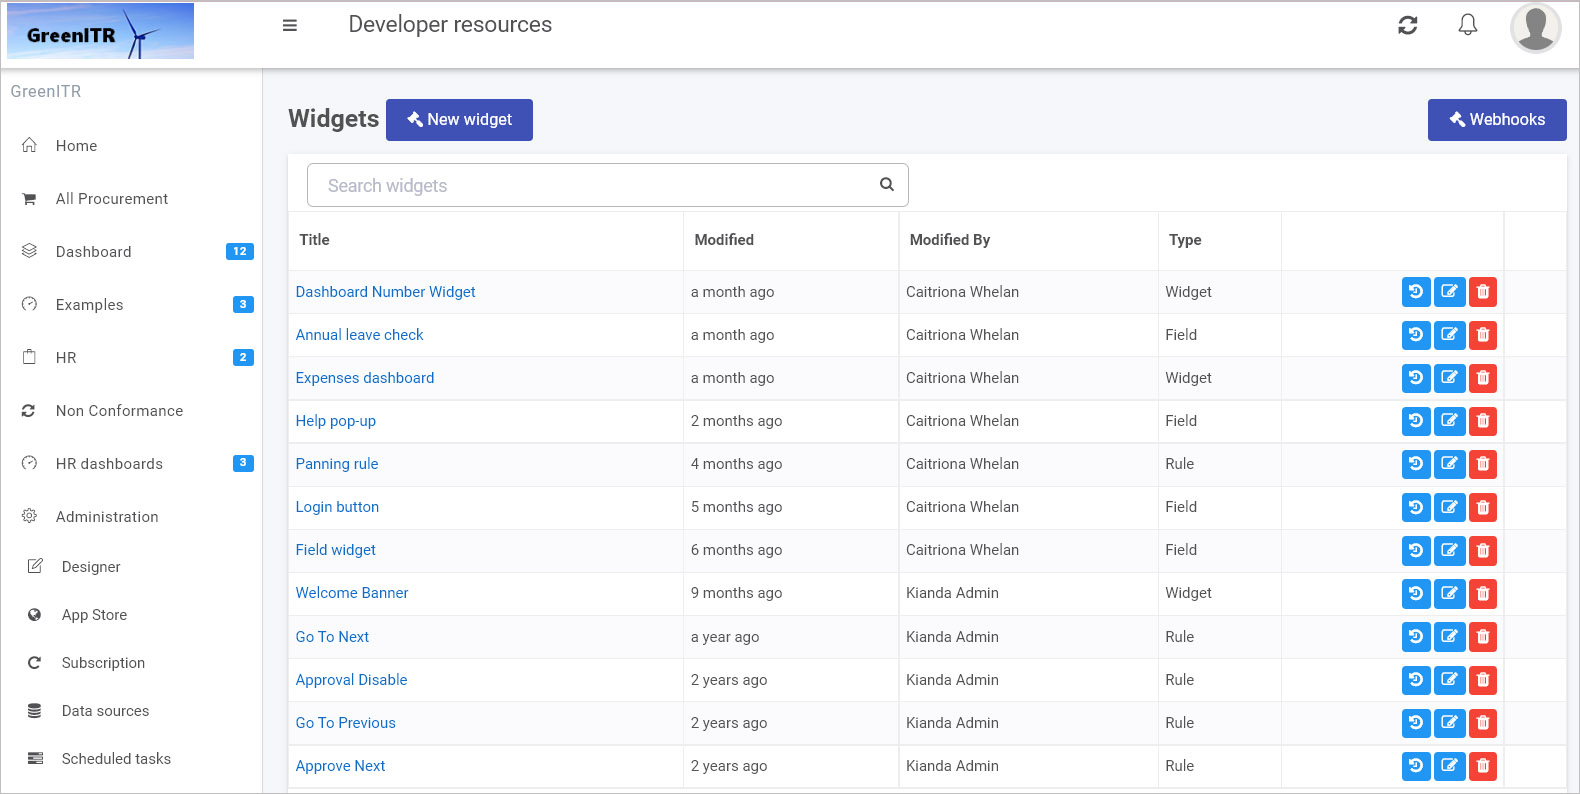 GreenITR
Developer resources
GreenITR
Home
All Procurement
Dashboard 12
Examples 3
HR 2
Non Conformance
HR dashboards 3
Administration
Designer
App Store
Subscription
Data sources
Scheduled tasks
Widgets New widget Webhooks
Search widgets
Title Modified Modified By Type
Dashboard Number Widget a month ago Caitriona Whelan Widget
Annual leave check a month ago Caitriona Whelan Field
Expenses dashboard a month ago Caitriona Whelan Widget
Help pop-up 2 months ago Caitriona Whelan Field
Panning rule 4 months ago Caitriona Whelan Rule
Login button 5 months ago Caitriona Whelan Field
Field widget 6 months ago Caitriona Whelan Field
Welcome Banner 9 months ago Kianda Admin Widget
Go To Next a year ago Kianda Admin Rule
Approval Disable 2 years ago Kianda Admin Rule
Go To Previous 2 years ago Kianda Admin Rule
Approve Next 2 years ago Kianda Admin Rule